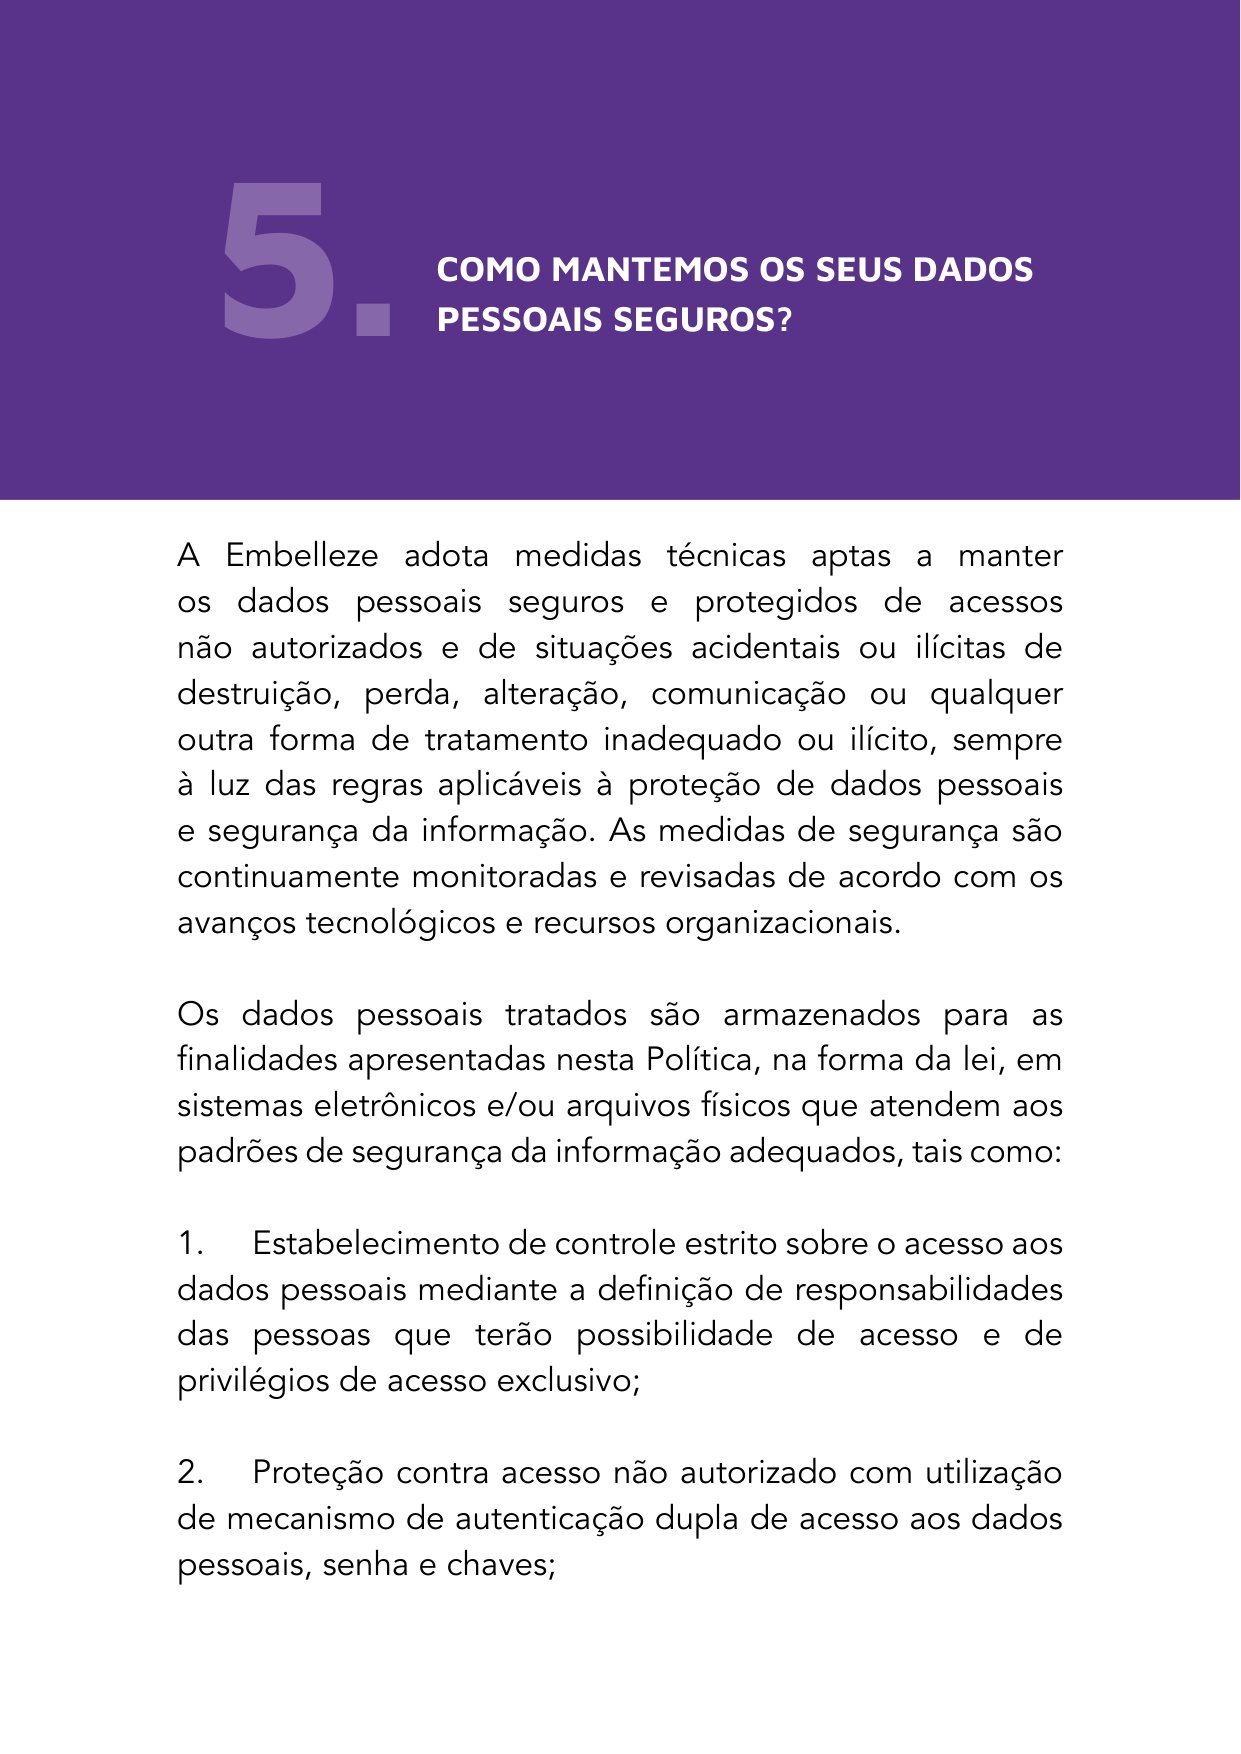 5.
COMO MANTEMOS OS SEUS DADOS
PESSOAIS SEGUROS?
A Embelleze adota medidas técnicas aptas a manter
os dados pessoais seguros e protegidos de acessos
não autorizados e de situações acidentais ou ilícitas de
destruição, perda, alteração, comunicação ou qualquer
outra forma de tratamento inadequado ou ilícito, sempre
à luz das regras aplicáveis à proteção de dados pessoais
e segurança da informação. As medidas de segurança são
continuamente monitoradas e revisadas de acordo com os
avanços tecnológicos e recursos organizacionais.
Os dados pessoais tratados são armazenados para as
finalidades apresentadas nesta Política, na forma da lei, em
sistemas eletrônicos e/ou arquivos físicos que atendem aos
padrões de segurança da informação adequados, tais como:
1. Estabelecimento de controle estrito sobre o acesso aos
dados pessoais mediante a definição de responsabilidades
das pessoas que terão possibilidade de acesso e de
privilégios de acesso exclusivo;
2. Proteção contra acesso não autorizado com utilização
de mecanismo de autenticação dupla de acesso aos dados
pessoais, senha e chaves;